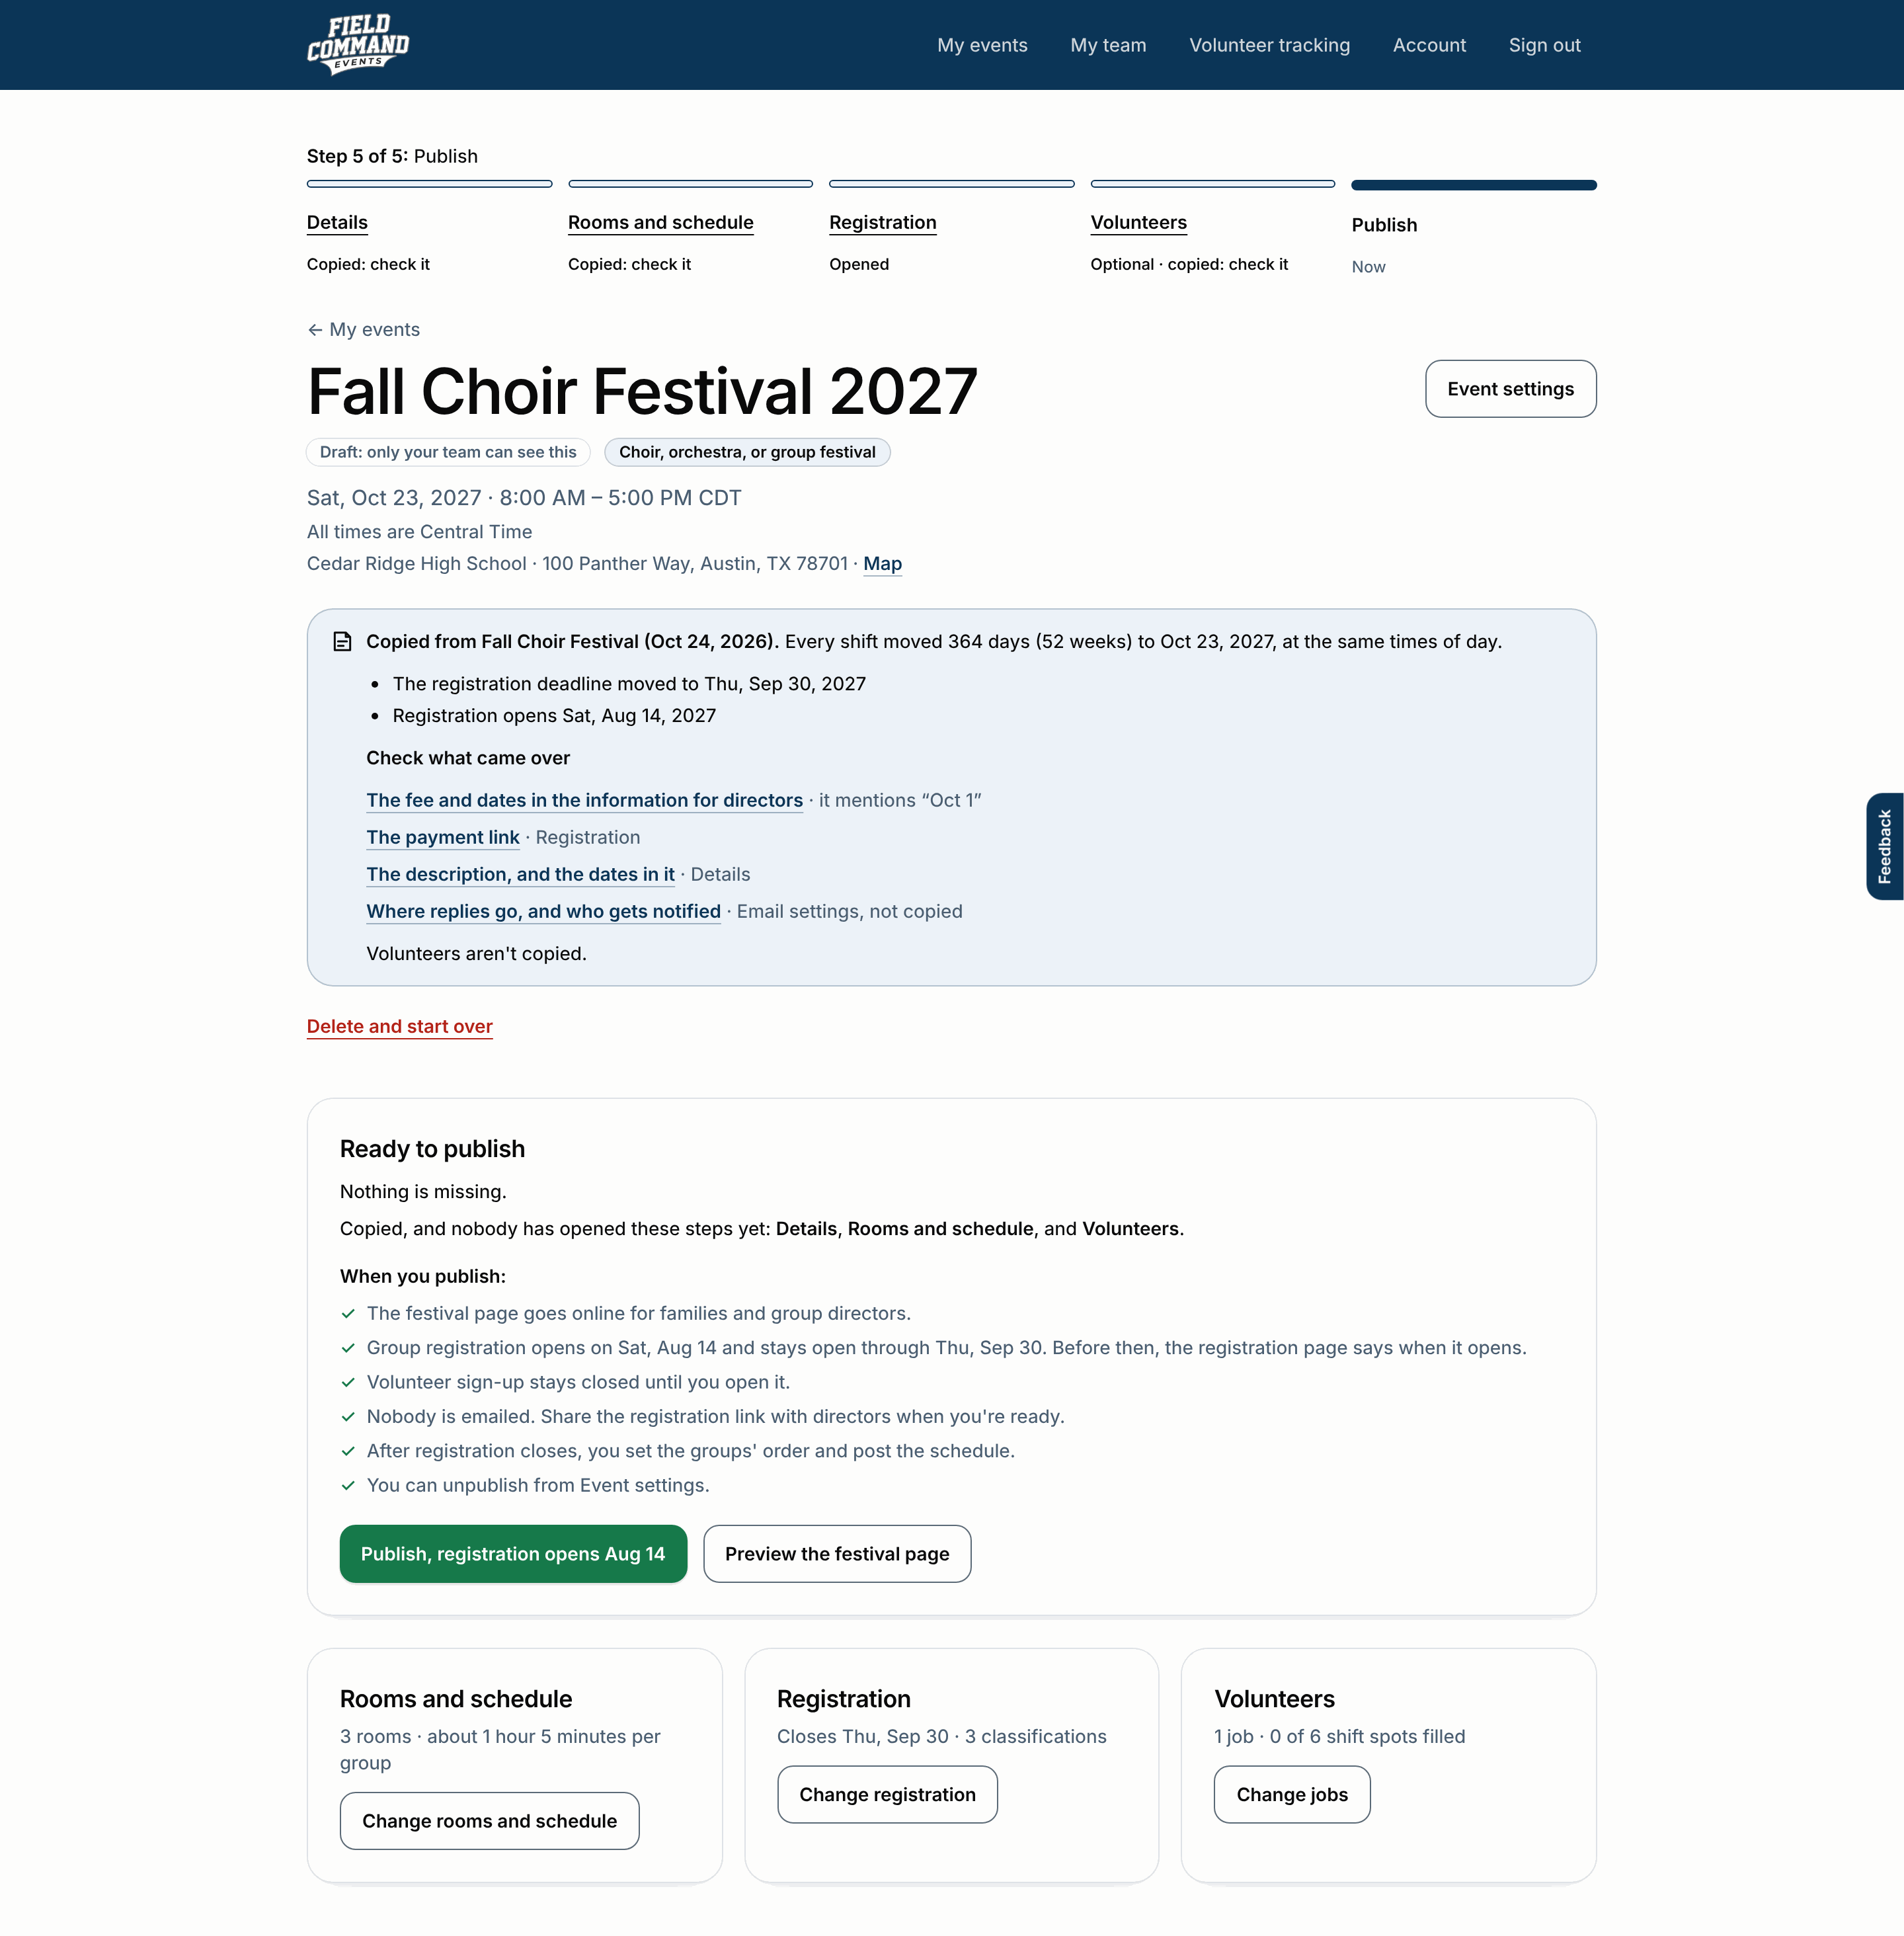 FIELD
COMMAND
EVENTS
My events
My team
Volunteer tracking
Account
Sign out
Step 5 of 5: Publish
Details
Copied: check it
Rooms and schedule
Copied: check it
Registration
Opened
Volunteers
Optional · copied: check it
Publish
Now
← My events
Fall Choir Festival 2027
Event settings
Draft: only your team can see this
Choir, orchestra, or group festival
Sat, Oct 23, 2027 · 8:00 AM – 5:00 PM CDT
All times are Central Time
Cedar Ridge High School · 100 Panther Way, Austin, TX 78701 · Map
Copied from Fall Choir Festival (Oct 24, 2026). Every shift moved 364 days (52 weeks) to Oct 23, 2027, at the same times of day.
• The registration deadline moved to Thu, Sep 30, 2027
• Registration opens Sat, Aug 14, 2027
Check what came over
The fee and dates in the information for directors · it mentions “Oct 1”
The payment link · Registration
The description, and the dates in it · Details
Where replies go, and who gets notified · Email settings, not copied
Volunteers aren't copied.
Feedback
Delete and start over
Ready to publish
Nothing is missing.
Copied, and nobody has opened these steps yet: Details, Rooms and schedule, and Volunteers.
When you publish:
The festival page goes online for families and group directors.
Group registration opens on Sat, Aug 14 and stays open through Thu, Sep 30. Before then, the registration page says when it opens.
Volunteer sign-up stays closed until you open it.
Nobody is emailed. Share the registration link with directors when you're ready.
After registration closes, you set the groups' order and post the schedule.
You can unpublish from Event settings.
Publish, registration opens Aug 14
Preview the festival page
Rooms and schedule
3 rooms · about 1 hour 5 minutes per
group
Change rooms and schedule
Registration
Closes Thu, Sep 30 · 3 classifications
Change registration
Volunteers
1 job · 0 of 6 shift spots filled
Change jobs